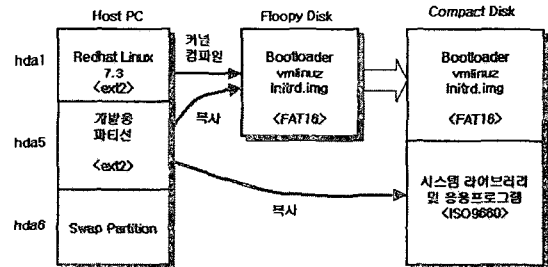 Host PC
Floopy Disk
Compact Disk
hda1
Redhat Linux
7.3
<ext2>
커널
컴파일
Bootloader
vmlinuz
Initrd.img
<FAT16>
Bootloader
vmlinuz
Initrd.img
<FAT16>
hda5
개발용
파티션
<ext2>
복사
hda6
Swap Partition
복사
시스템 라이브러리
및 응용프로그램
<ISO9660>